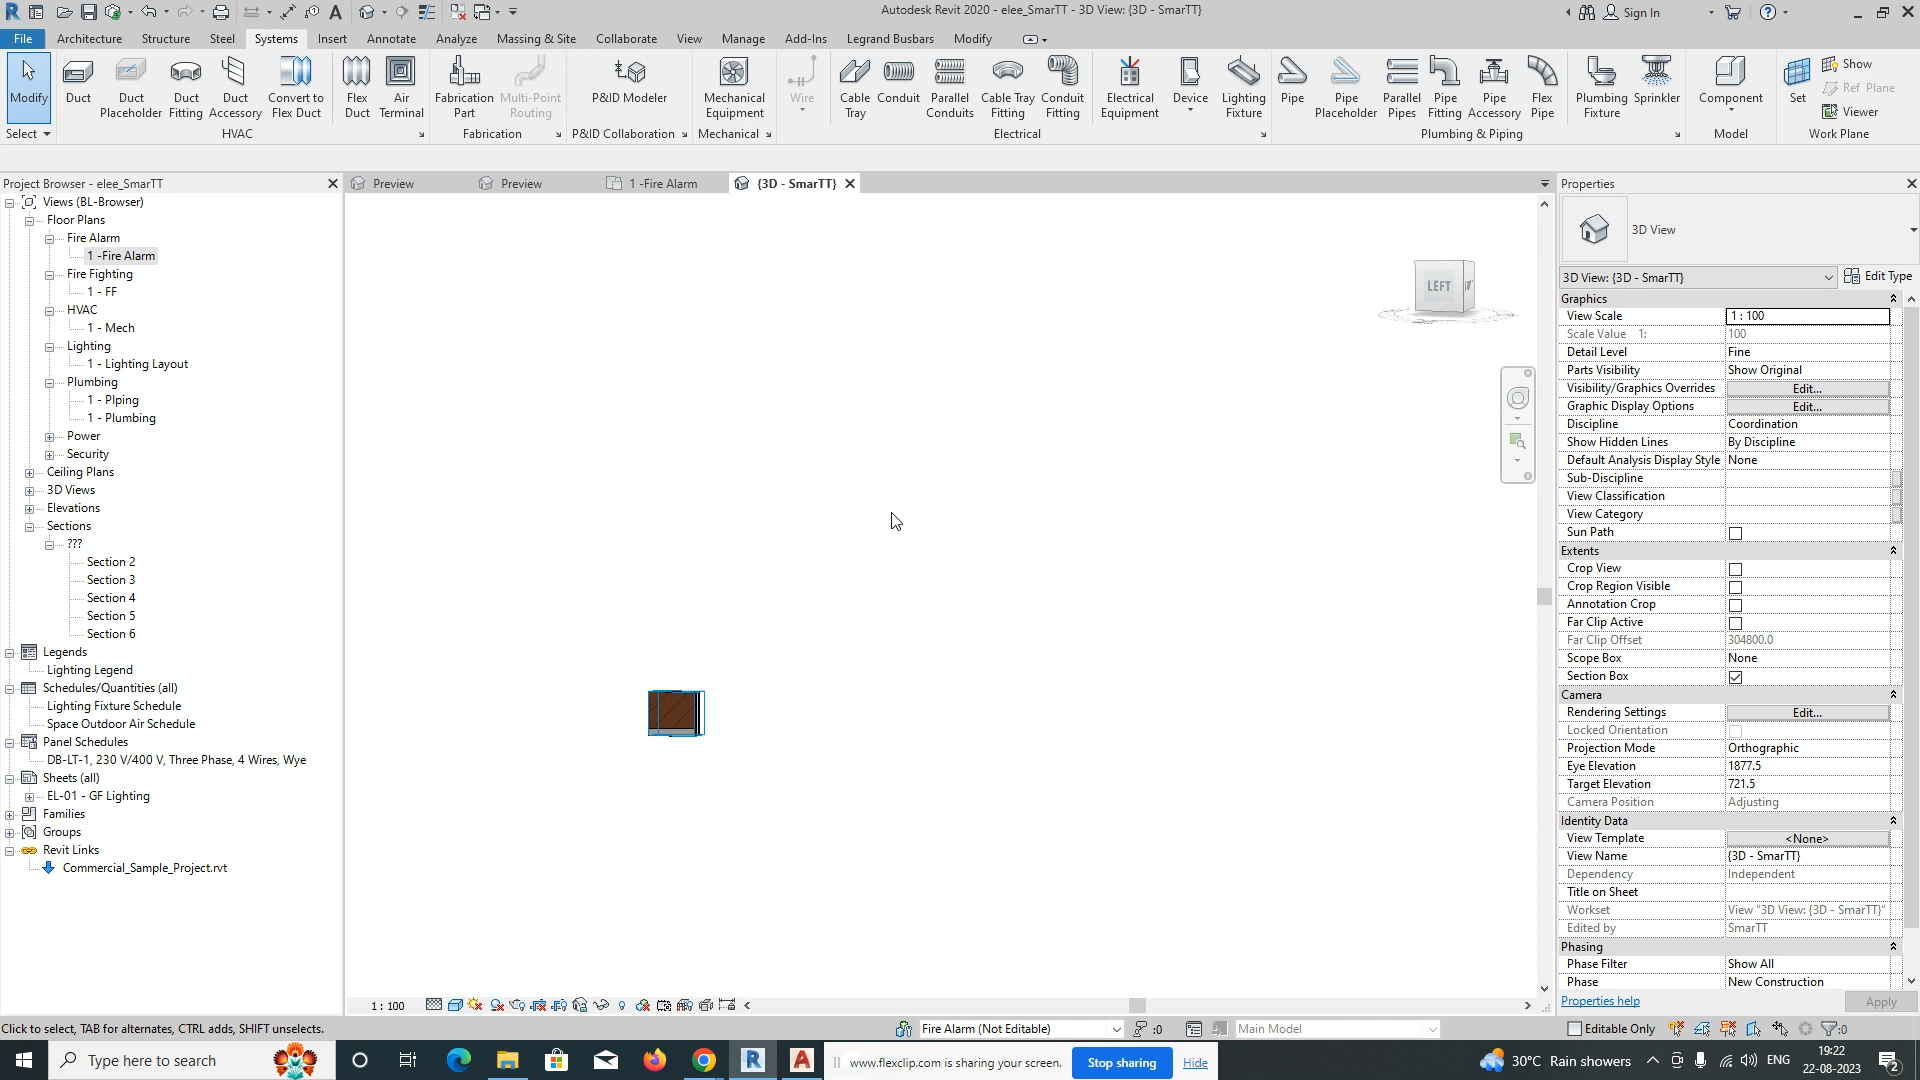 Autodesk Revit 2020 - elee_SmarTT - 3D View: {3D - SmarTT}
Sign In
File Architecture Structure Steel Systems Insert Annotate Analyze Massing & Site Collaborate View Manage Add-Ins Legrand Busbars Modify
Modify
Duct
Duct Placeholder
Duct Fitting
Duct Accessory
Convert to Flex Duct
Flex Duct
Air Terminal
Fabrication Part
Multi-Point Routing
P&ID Modeler
Mechanical Equipment
Wire
Cable Tray
Conduit
Parallel Conduits
Cable Tray Fitting
Conduit Fitting
Electrical Equipment
Device
Lighting Fixture
Pipe
Pipe Placeholder
Parallel Pipes
Pipe Fitting
Pipe Accessory
Flex Pipe
Plumbing Fixture
Sprinkler
Component
Set
Show
Ref Plane
Viewer
Select HVAC Fabrication P&ID Collaboration Mechanical Electrical Plumbing & Piping Model Work Plane
Project Browser - elee_SmarTT
Views (BL-Browser)
Floor Plans
Fire Alarm
1 -Fire Alarm
Fire Fighting
1 - FF
HVAC
1 - Mech
Lighting
1 - Lighting Layout
Plumbing
1 - PIping
1 - Plumbing
Power
Security
Ceiling Plans
3D Views
Elevations
Sections
???
Section 2
Section 3
Section 4
Section 5
Section 6
Legends
Lighting Legend
Schedules/Quantities (all)
Lighting Fixture Schedule
Space Outdoor Air Schedule
Panel Schedules
DB-LT-1, 230 V/400 V, Three Phase, 4 Wires, Wye
Sheets (all)
EL-01 - GF Lighting
Families
Groups
Revit Links
Commercial_Sample_Project.rvt
Preview
Preview
1 -Fire Alarm
{3D - SmarTT}
LEFT
1 : 100
Properties
3D View
3D View: {3D - SmarTT}
Edit Type
Graphics
View Scale 1 : 100
Scale Value 1: 100
Detail Level Fine
Parts Visibility Show Original
Visibility/Graphics Overrides Edit...
Graphic Display Options Edit...
Discipline Coordination
Show Hidden Lines By Discipline
Default Analysis Display Style None
Sub-Discipline
View Classification
View Category
Sun Path
Extents
Crop View
Crop Region Visible
Annotation Crop
Far Clip Active
Far Clip Offset 304800.0
Scope Box None
Section Box
Camera
Rendering Settings Edit...
Locked Orientation
Projection Mode Orthographic
Eye Elevation 1877.5
Target Elevation 721.5
Camera Position Adjusting
Identity Data
View Template <None>
View Name {3D - SmarTT}
Dependency Independent
Title on Sheet
Workset View "3D View: {3D - SmarTT}"
Edited by SmarTT
Phasing
Phase Filter Show All
Phase New Construction
Properties help
Apply
Click to select, TAB for alternates, CTRL adds, SHIFT unselects.
Fire Alarm (Not Editable)
:0
Main Model
Editable Only
:0
Type here to search
www.flexclip.com is sharing your screen.
Stop sharing
Hide
30°C Rain showers
ENG
19:22
22-08-2023
2